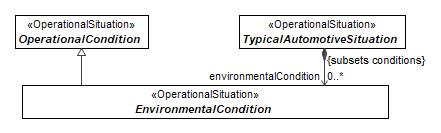 «OperationalSituation»
OperationalCondition
«OperationalSituation»
TypicalAutomotiveSituation
{subsets conditions}
environmentalCondition 0..*
«OperationalSituation»
EnvironmentalCondition